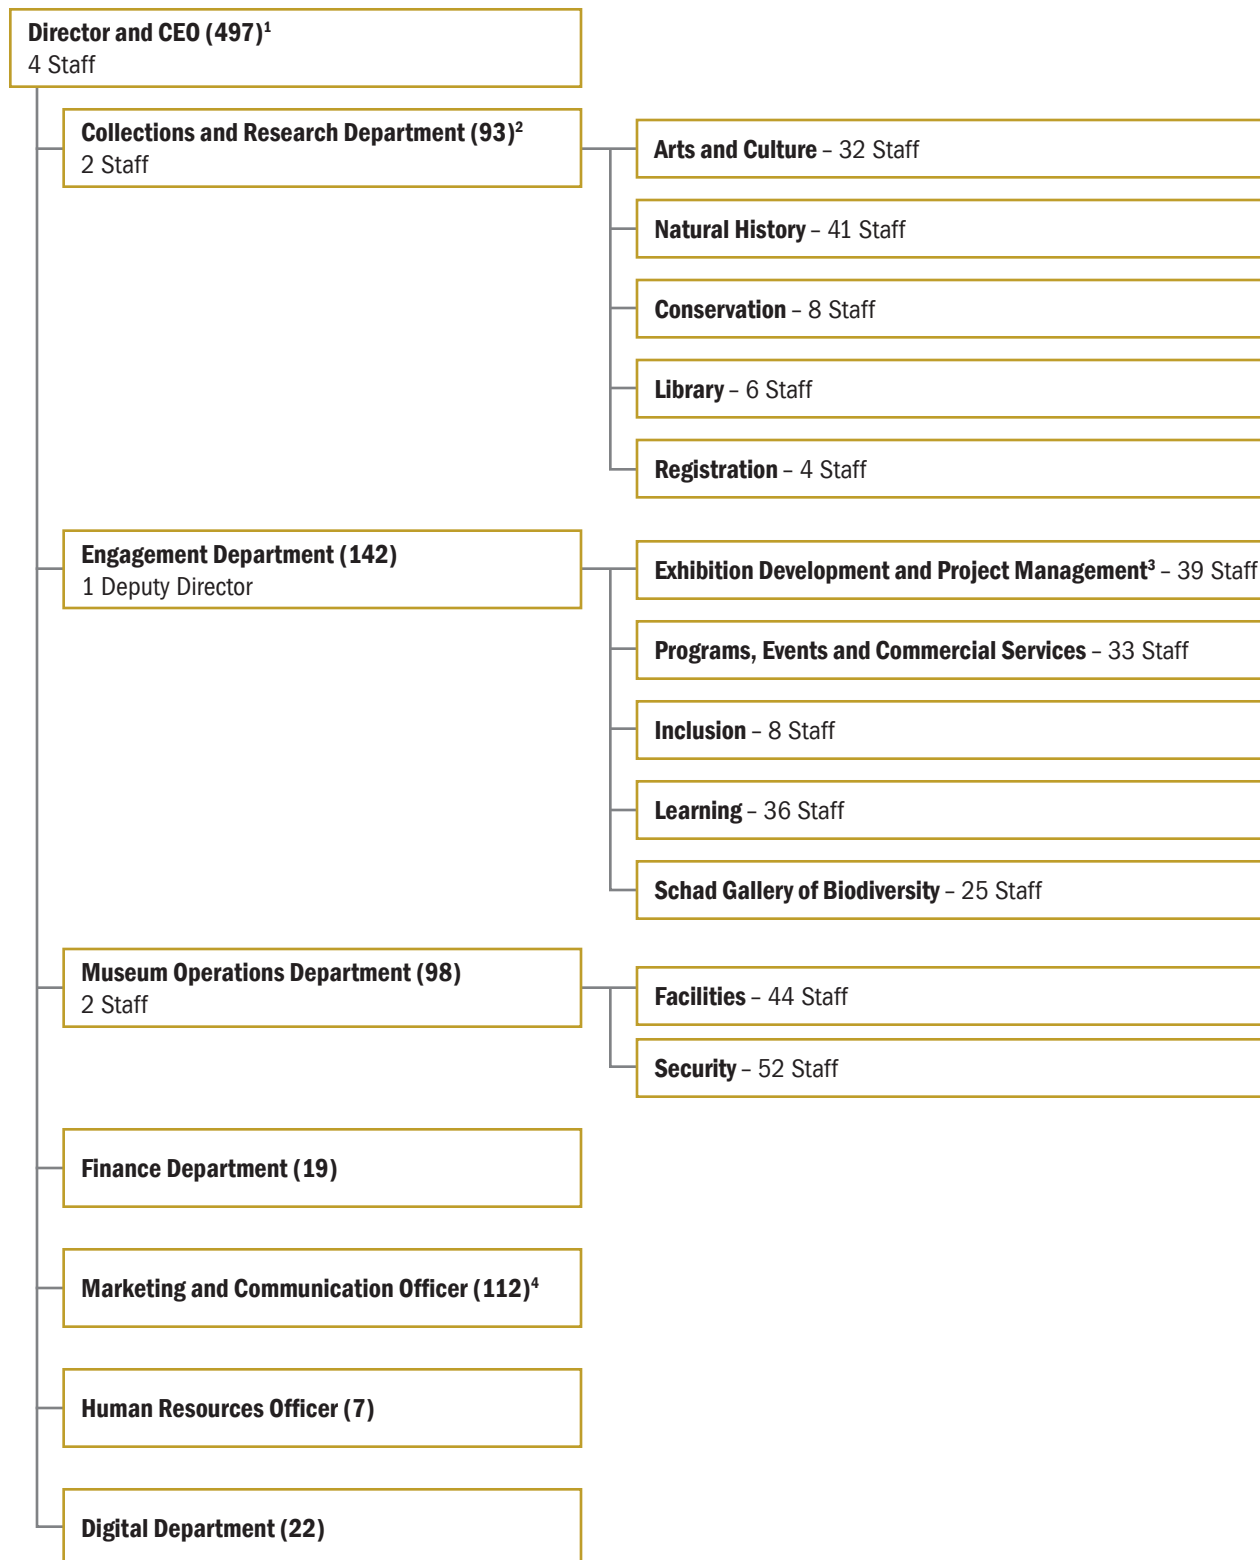 Director and CEO (497)¹
4 Staff
Collections and Research Department (93)²
2 Staff
Arts and Culture – 32 Staff
Natural History – 41 Staff
Conservation – 8 Staff
Library – 6 Staff
Registration – 4 Staff
Engagement Department (142)
1 Deputy Director
Exhibition Development and Project Management³ – 39 Staff
Programs, Events and Commercial Services – 33 Staff
Inclusion – 8 Staff
Learning – 36 Staff
Schad Gallery of Biodiversity – 25 Staff
Museum Operations Department (98)
2 Staff
Facilities – 44 Staff
Security – 52 Staff
Finance Department (19)
Marketing and Communication Officer (112)⁴
Human Resources Officer (7)
Digital Department (22)